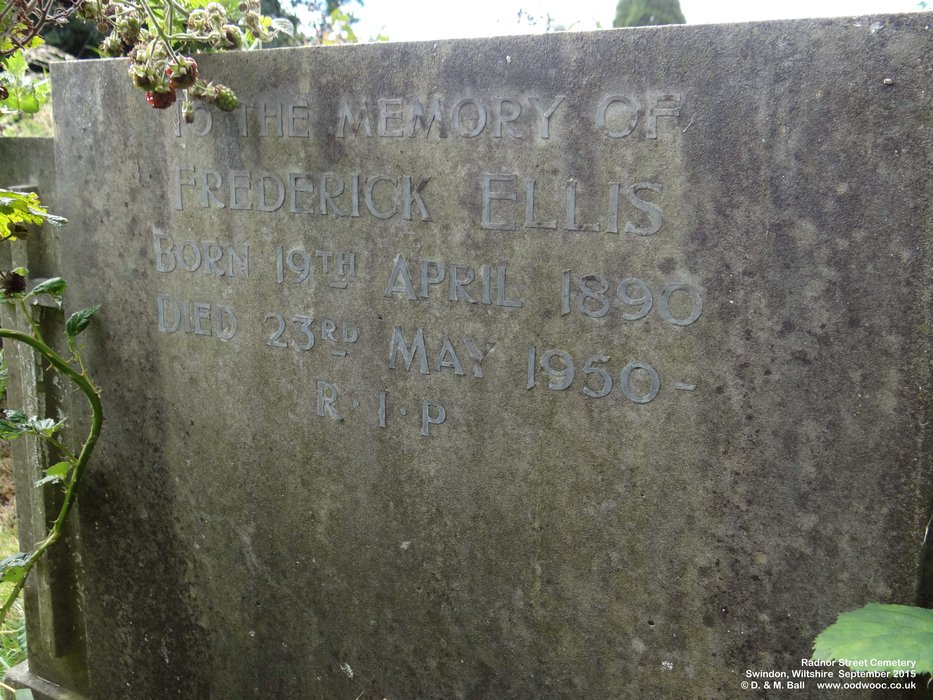 TO THE MEMORY OF
FREDERICK ELLIS
BORN 19TH APRIL 1890
DIED 23RD MAY 1950-
R·I·P
Radnor Street Cemetery
Swindon, Wiltshire September 2015
© D. & M. Ball www.oodwooc.co.uk